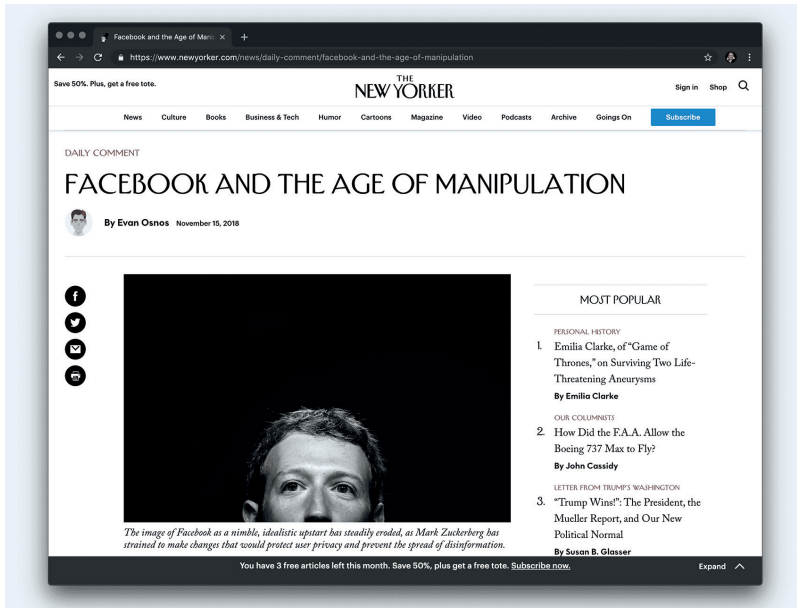 Facebook and the Age of Manip
https://www.newyorker.com/news/daily-comment/facebook-and-the-age-of-manipulation
Save 50%. Plus, get a free tote.
THE
NEW YORKER
Sign in Shop
News Culture Books Business & Tech Humor Cartoons Magazine Video Podcasts Archive Goings On Subscribe
DAILY COMMENT
FACEBOOK AND THE AGE OF MANIPULATION
By Evan Osnos November 15, 2018
The image of Facebook as a nimble, idealistic upstart has steadily eroded, as Mark Zuckerberg has
strained to make changes that would protect user privacy and prevent the spread of disinformation.
MOST POPULAR
PERSONAL HISTORY
1. Emilia Clarke, of “Game of
Thrones,” on Surviving Two Life-
Threatening Aneurysms
By Emilia Clarke
OUR COLUMNISTS
2. How Did the F.A.A. Allow the
Boeing 737 Max to Fly?
By John Cassidy
LETTER FROM TRUMP'S WASHINGTON
3. “Trump Wins!”: The President, the
Mueller Report, and Our New
Political Normal
By Susan B. Glasser
You have 3 free articles left this month. Save 50%, plus get a free tote. Subscribe now.
Expand